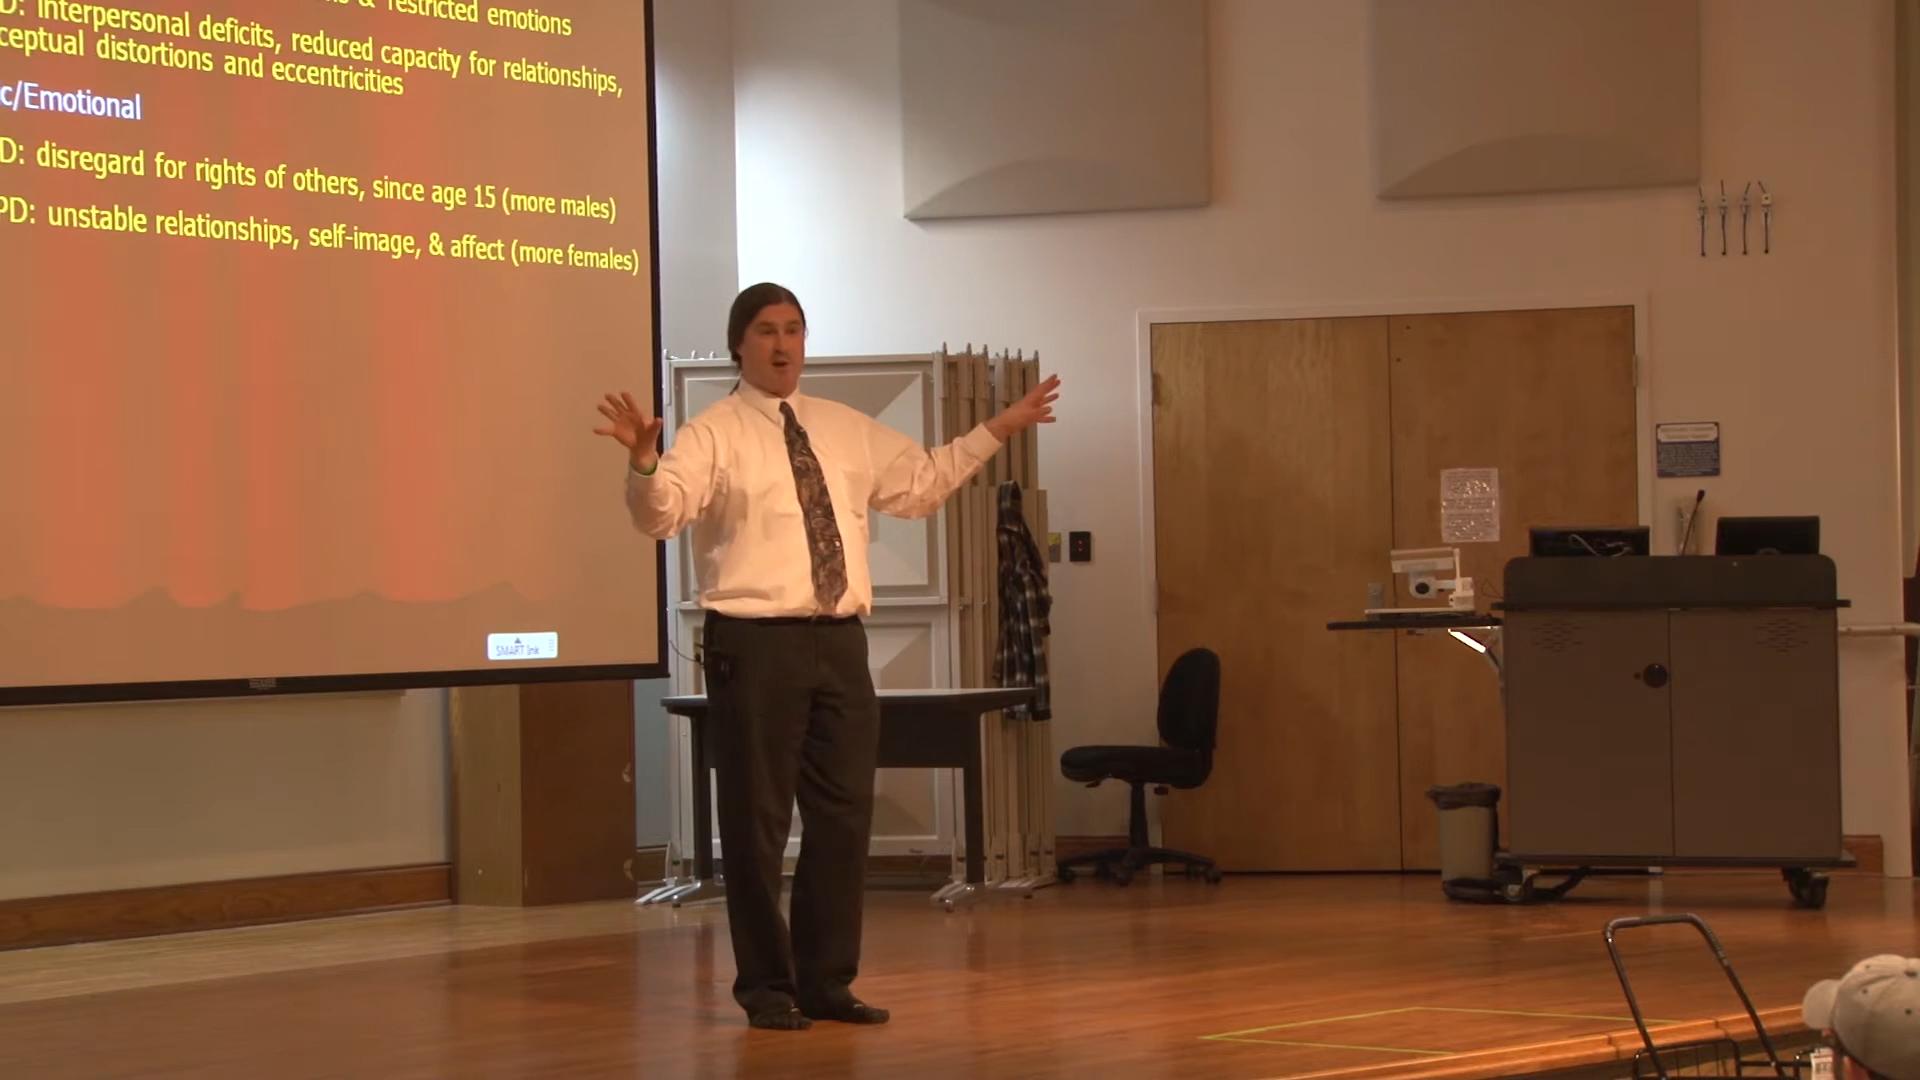 & restricted emotions
D: interpersonal deficits, reduced capacity for relationships,
ceptual distortions and eccentricities
c/Emotional
D: disregard for rights of others, since age 15 (more males)
PD: unstable relationships, self-image, & affect (more females)
SMART Ink